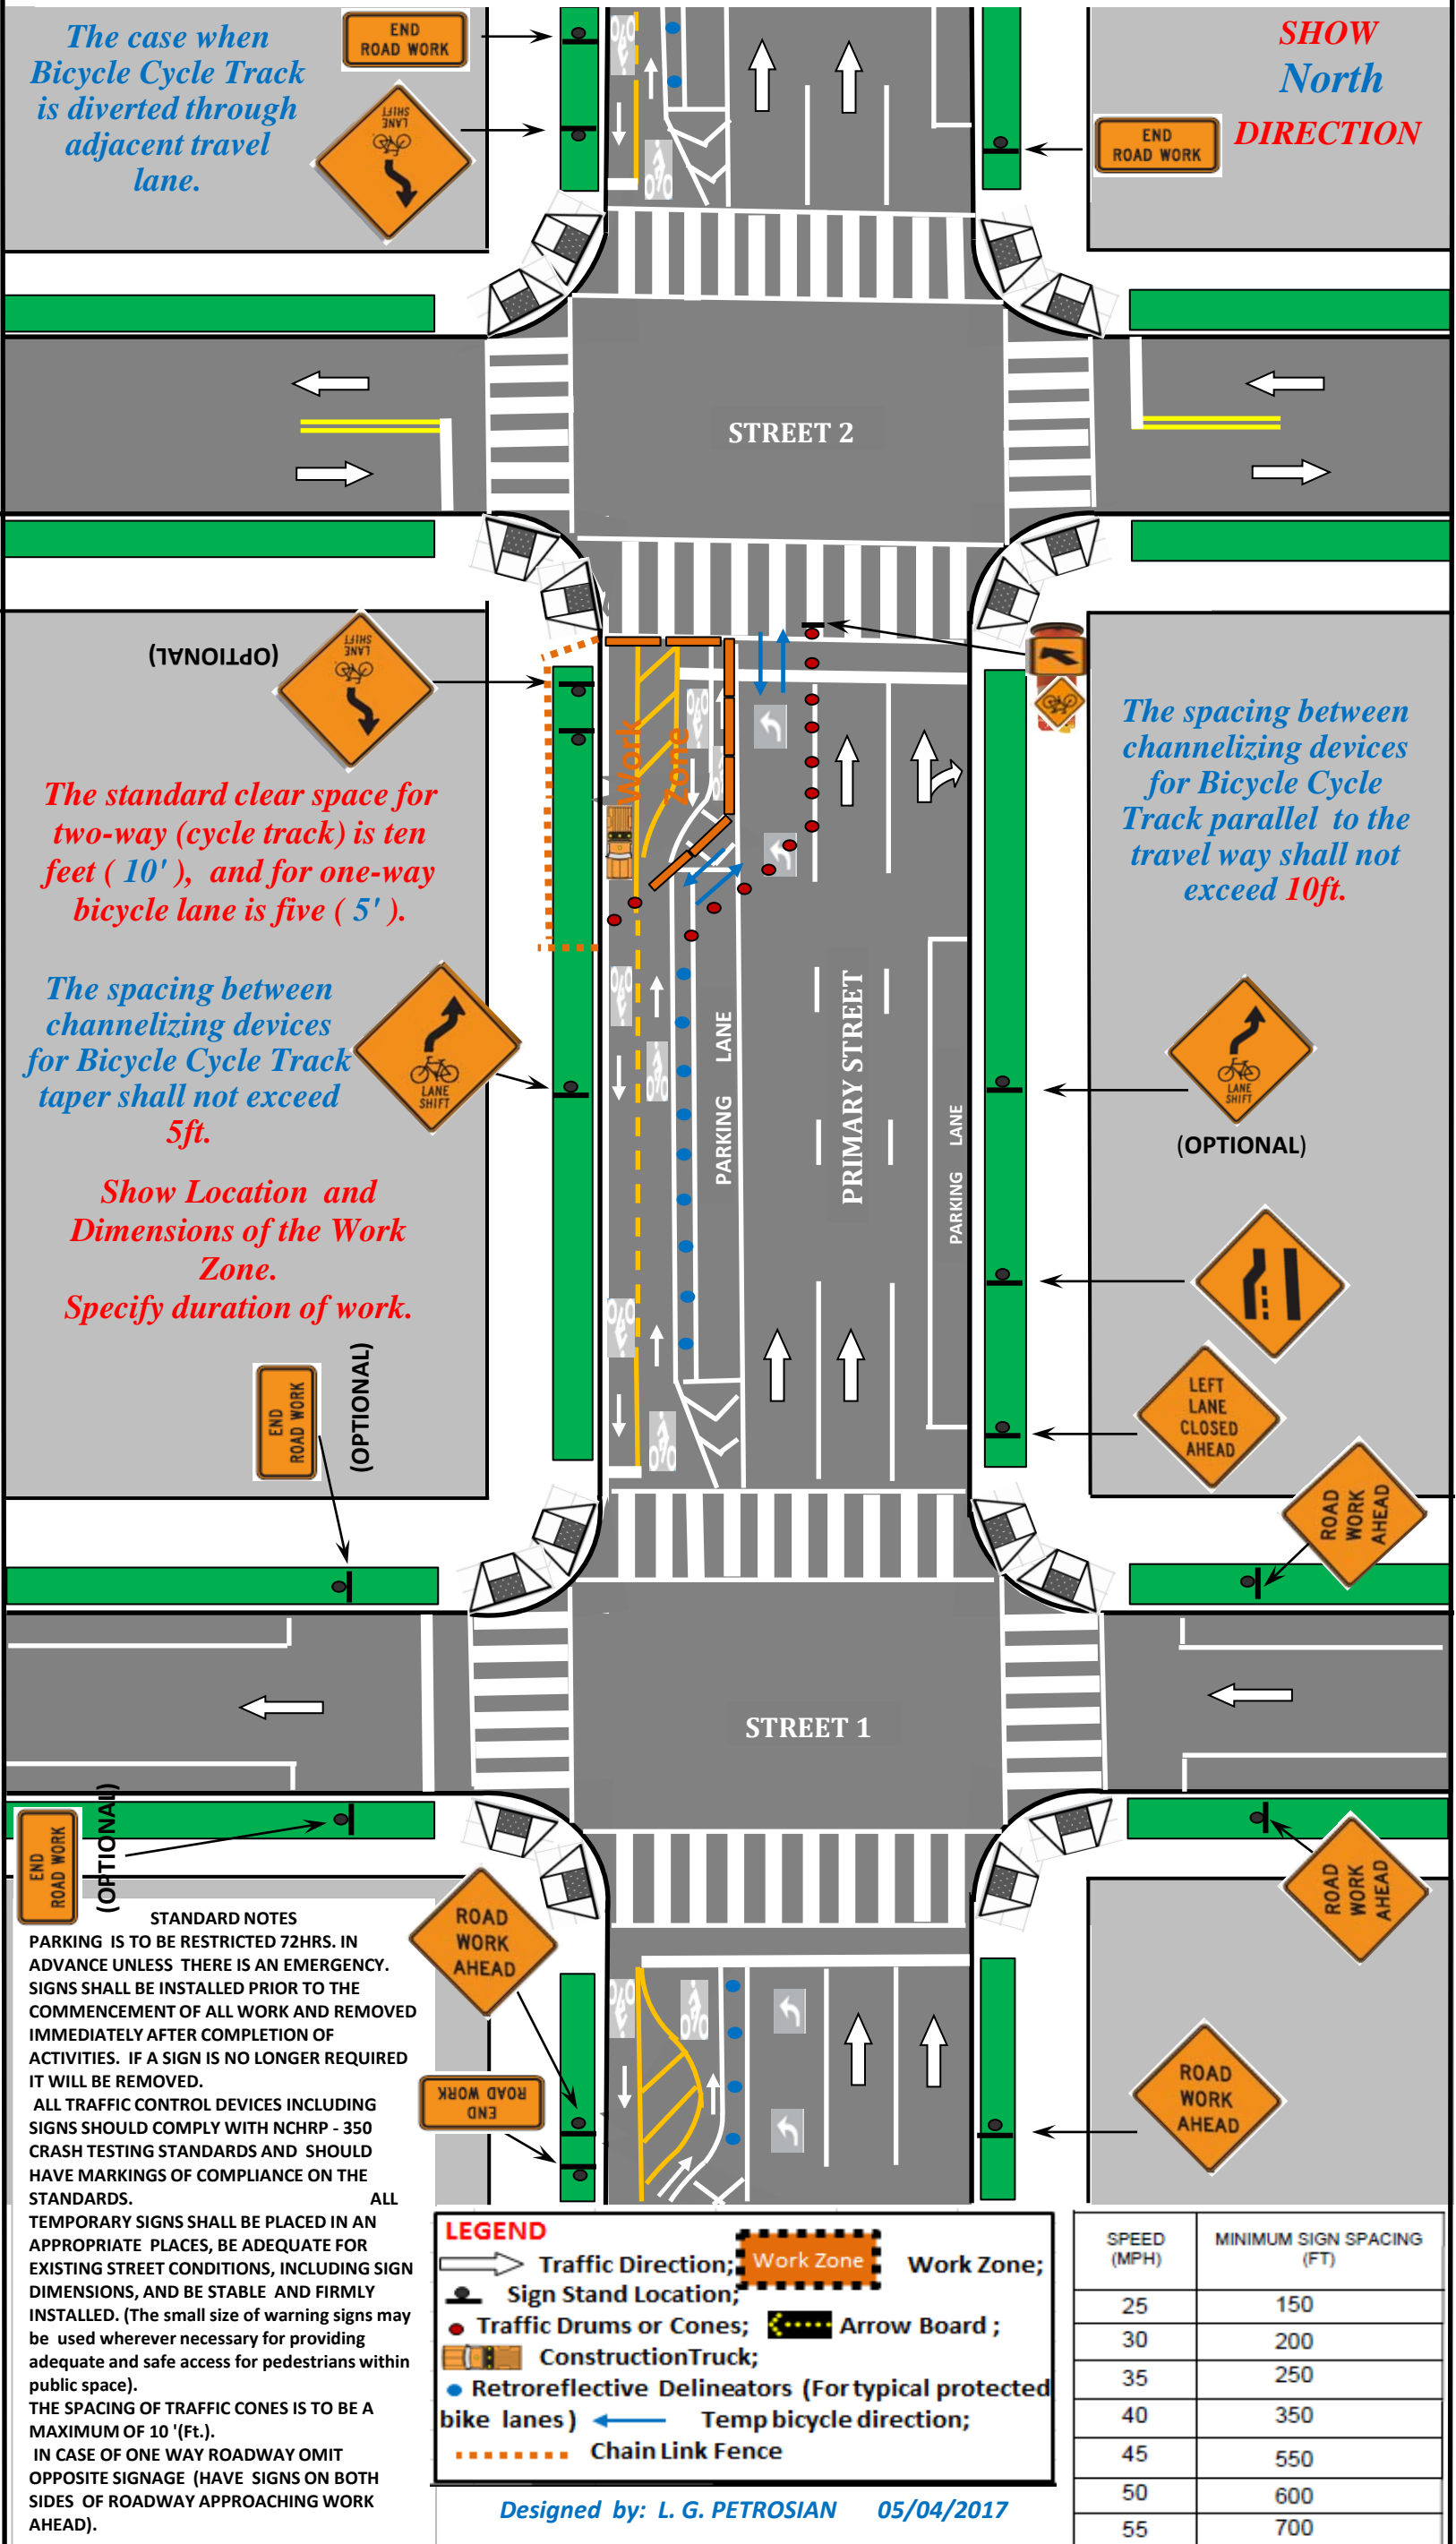 The case when
Bicycle Cycle Track
is diverted through
adjacent travel
lane.
END
ROAD WORK
LANE
SHIFT
SHOW
North
DIRECTION
END
ROAD WORK
STREET 2
(OPTIONAL)
LANE
SHIFT
Work
Zone
The standard clear space for
two-way (cycle track) is ten
feet ( 10' ), and for one-way
bicycle lane is five ( 5' ).
The spacing between
channelizing devices
for Bicycle Cycle
Track parallel to the
travel way shall not
exceed 10ft.
The spacing between
channelizing devices
for Bicycle Cycle Track
taper shall not exceed
5ft.
LANE
SHIFT
PARKING LANE
PRIMARY STREET
PARKING LANE
LANE
SHIFT
(OPTIONAL)
Show Location and
Dimensions of the Work
Zone.
Specify duration of work.
END
ROAD WORK
(OPTIONAL)
LEFT
LANE
CLOSED
AHEAD
ROAD
WORK
AHEAD
STREET 1
END
ROAD WORK
(OPTIONAL)
ROAD
WORK
AHEAD
ROAD
WORK
AHEAD
END
ROAD WORK
ROAD
WORK
AHEAD
STANDARD NOTES
PARKING IS TO BE RESTRICTED 72HRS. IN
ADVANCE UNLESS THERE IS AN EMERGENCY.
SIGNS SHALL BE INSTALLED PRIOR TO THE
COMMENCEMENT OF ALL WORK AND REMOVED
IMMEDIATELY AFTER COMPLETION OF
ACTIVITIES. IF A SIGN IS NO LONGER REQUIRED
IT WILL BE REMOVED.
ALL TRAFFIC CONTROL DEVICES INCLUDING
SIGNS SHOULD COMPLY WITH NCHRP - 350
CRASH TESTING STANDARDS AND SHOULD
HAVE MARKINGS OF COMPLIANCE ON THE
STANDARDS. ALL
TEMPORARY SIGNS SHALL BE PLACED IN AN
APPROPRIATE PLACES, BE ADEQUATE FOR
EXISTING STREET CONDITIONS, INCLUDING SIGN
DIMENSIONS, AND BE STABLE AND FIRMLY
INSTALLED. (The small size of warning signs may
be used wherever necessary for providing
adequate and safe access for pedestrians within
public space).
THE SPACING OF TRAFFIC CONES IS TO BE A
MAXIMUM OF 10 '(Ft.).
IN CASE OF ONE WAY ROADWAY OMIT
OPPOSITE SIGNAGE (HAVE SIGNS ON BOTH
SIDES OF ROADWAY APPROACHING WORK
AHEAD).
LEGEND
Traffic Direction; Work Zone Work Zone;
Sign Stand Location;
Traffic Drums or Cones; Arrow Board ;
ConstructionTruck;
Retroreflective Delineators (For typical protected
bike lanes) Temp bicycle direction;
Chain Link Fence
Designed by: L. G. PETROSIAN 05/04/2017
SPEED (MPH) MINIMUM SIGN SPACING (FT)
25 150
30 200
35 250
40 350
45 550
50 600
55 700